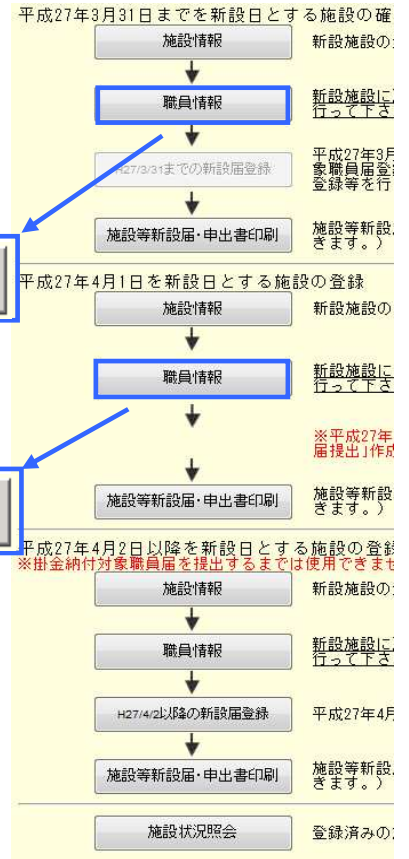 平成27年3月31日までを新設日とする施設の確
施設情報
新設施設の
職員情報
新設施設に
行って下さ
H27/3/31までの新設届登録
平成27年3月
象職員届登
登録等を行
施設等新設届・申出書印刷
施設等新設
きます。）
平成27年4月1日を新設日とする施設の登録
施設情報
新設施設の
職員情報
新設施設に
行って下さ
※平成27年
届提出」作成
施設等新設届・申出書印刷
施設等新設
きます。）
平成27年4月2日以降を新設日とする施設の登録
※掛金納付対象職員届を提出するまでは使用できませ
施設情報
新設施設の
職員情報
新設施設に
行って下さ
H27/4/2以降の新設届登録
平成27年4月
施設等新設届・申出書印刷
施設等新設
きます。）
施設状況照会
登録済みの